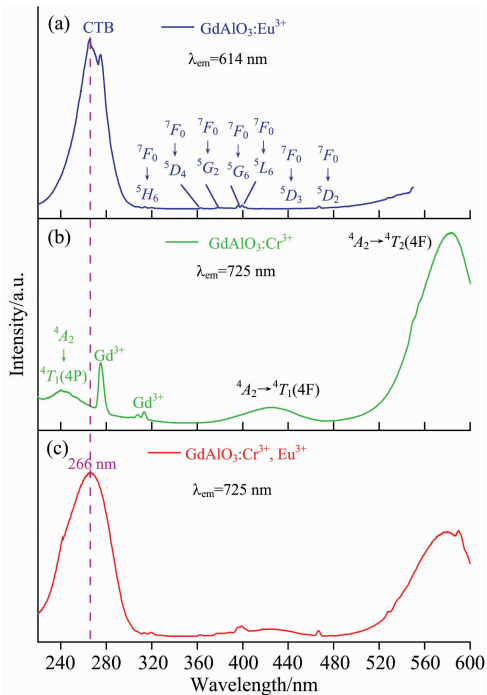 (a)
CTB
GdAlO₃:Eu³⁺
λem=614 nm
⁷F₀ ⁷F₀ ⁷F₀ ⁷F₀
⁷F₀ ⁷F₀ ⁷F₀
⁵D₄ ⁵G₂ ⁵G₆ ⁵L₆
⁵H₆ ⁵D₃ ⁵D₂
(b)
GdAlO₃:Cr³⁺
⁴A₂→⁴T₂(4F)
λem=725 nm
⁴A₂
Gd³⁺
⁴T₁(4P)
Gd³⁺
⁴A₂→⁴T₁(4F)
(c)
GdAlO₃:Cr³⁺, Eu³⁺
266 nm
λem=725 nm
Intensity/a.u.
240 280 320 360 400 440 480 520 560 600
Wavelength/nm